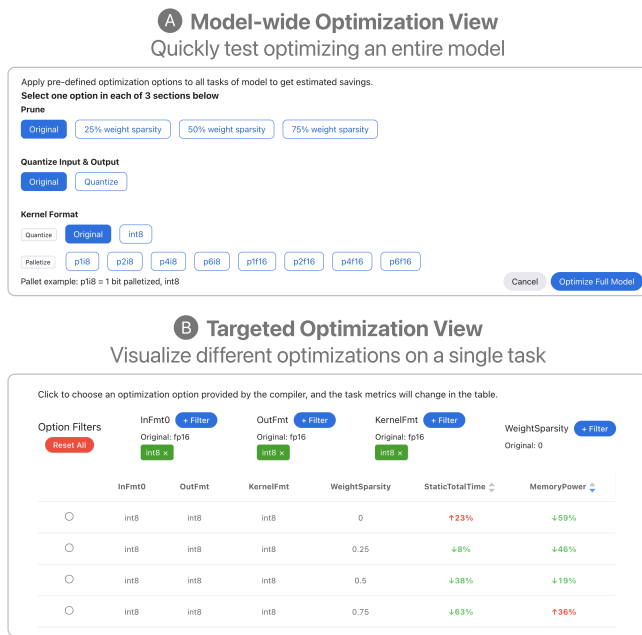 A Model-wide Optimization View
Quickly test optimizing an entire model
Apply pre-defined optimization options to all tasks of model to get estimated savings.
Select one option in each of 3 sections below
Prune
Original 25% weight sparsity 50% weight sparsity 75% weight sparsity
Quantize Input & Output
Original Quantize
Kernel Format
Quantize Original int8
Palletize p1i8 p2i8 p4i8 p6i8 p1f16 p2f16 p4f16 p6f16
Pallet example: p1i8 = 1 bit palletized, int8 Cancel Optimize Full Model
B Targeted Optimization View
Visualize different optimizations on a single task
Click to choose an optimization option provided by the compiler, and the task metrics will change in the table.
Option Filters InFmt0 + Filter OutFmt + Filter KernelFmt + Filter WeightSparsity + Filter
Reset All Original: fp16 Original: fp16 Original: fp16 Original: 0
int8 × int8 × int8 ×
InFmt0 OutFmt KernelFmt WeightSparsity StaticTotalTime MemoryPower
int8 int8 int8 0 ↑23% ↓59%
int8 int8 int8 0.25 ↓8% ↓46%
int8 int8 int8 0.5 ↓38% ↓19%
int8 int8 int8 0.75 ↓63% ↑36%